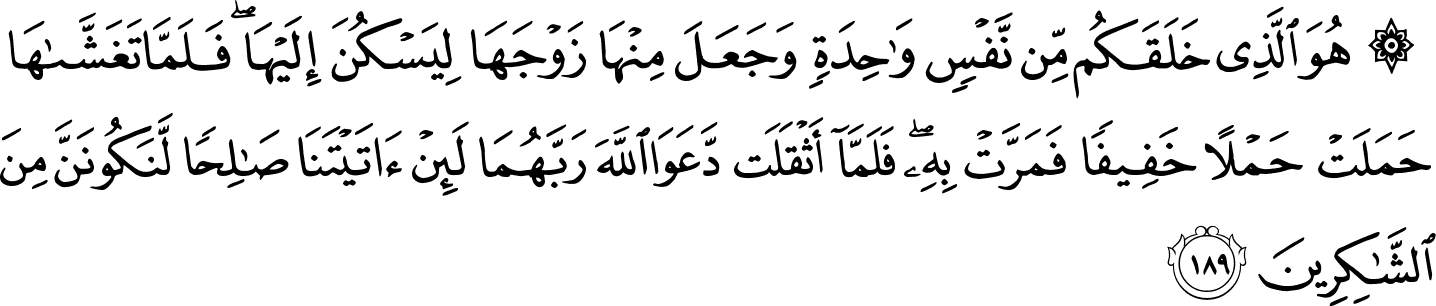 ۞ هُوَ ٱلَّذِى خَلَقَكُم مِّن نَّفْسٍ وَٰحِدَةٍ وَجَعَلَ مِنْهَا زَوْجَهَا لِيَسْكُنَ إِلَيْهَا ۖ فَلَمَّا تَغَشَّىٰهَا
حَمَلَتْ حَمْلًا خَفِيفًا فَمَرَّتْ بِهِۦ ۖ فَلَمَّآ أَثْقَلَت دَّعَوَا ٱللَّهَ رَبَّهُمَا لَئِنْ ءَاتَيْتَنَا صَٰلِحًا لَّنَكُونَنَّ مِنَ
ٱلشَّٰكِرِينَ ١٨٩